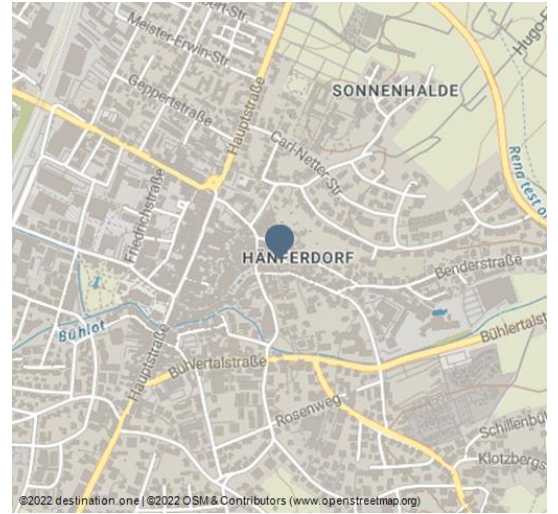 Meister-Erwin-Str.
Geppertstraße
Hauptstraße
SONNENHALDE
Carl-Netter-Str
Friedrichstraße
HÄNFERDORF
Benderstraße
Bühlot
Hauptstraße
Bühlertalstraße
Bühlertalstraße
Rosenweg
Klotzbergs
©2022 destination.one | ©2022 OSM & Contributors (www.openstreetmap.org)